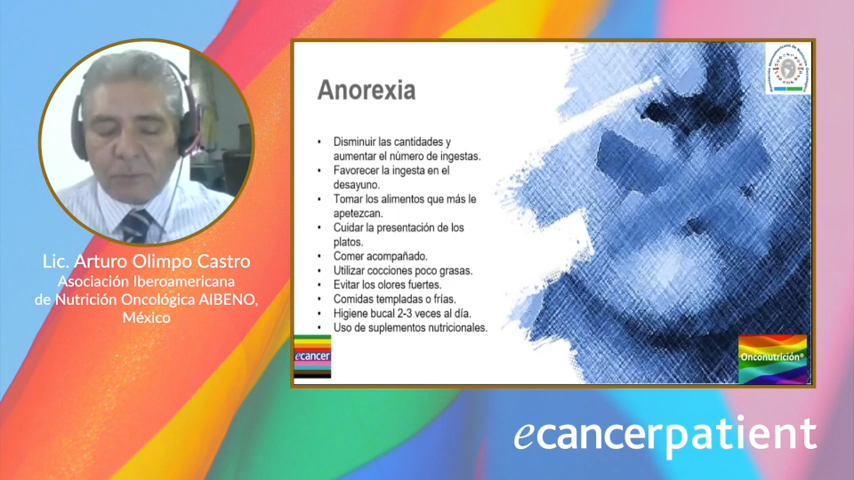 Anorexia
• Disminuir las cantidades y
aumentar el número de ingestas.
• Favorecer la ingesta en el
desayuno.
• Tomar los alimentos que más le
apetezcan.
• Cuidar la presentación de los
platos.
• Comer acompañado.
• Utilizar cocciones poco grasas.
• Evitar los olores fuertes.
• Comidas templadas o frías.
• Higiene bucal 2-3 veces al día.
• Uso de suplementos nutricionales.
ecancer
Onconutrición®
Lic. Arturo Olimpo Castro
Asociación Iberoamericana
de Nutrición Oncológica AIBENO,
México
ecancerpatient